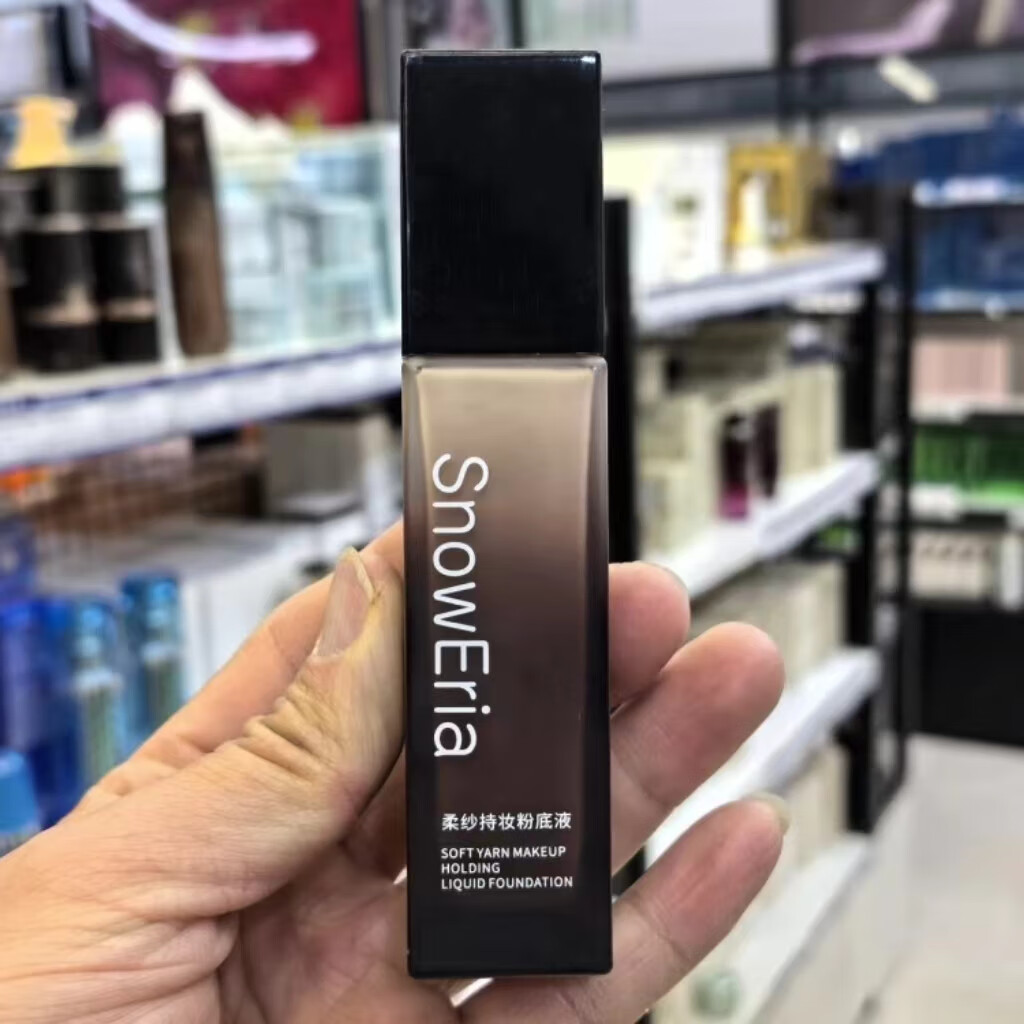 SnowEria
柔纱持妆粉底液
SOFT YARN MAKEUP
HOLDING
LIQUID FOUNDATION